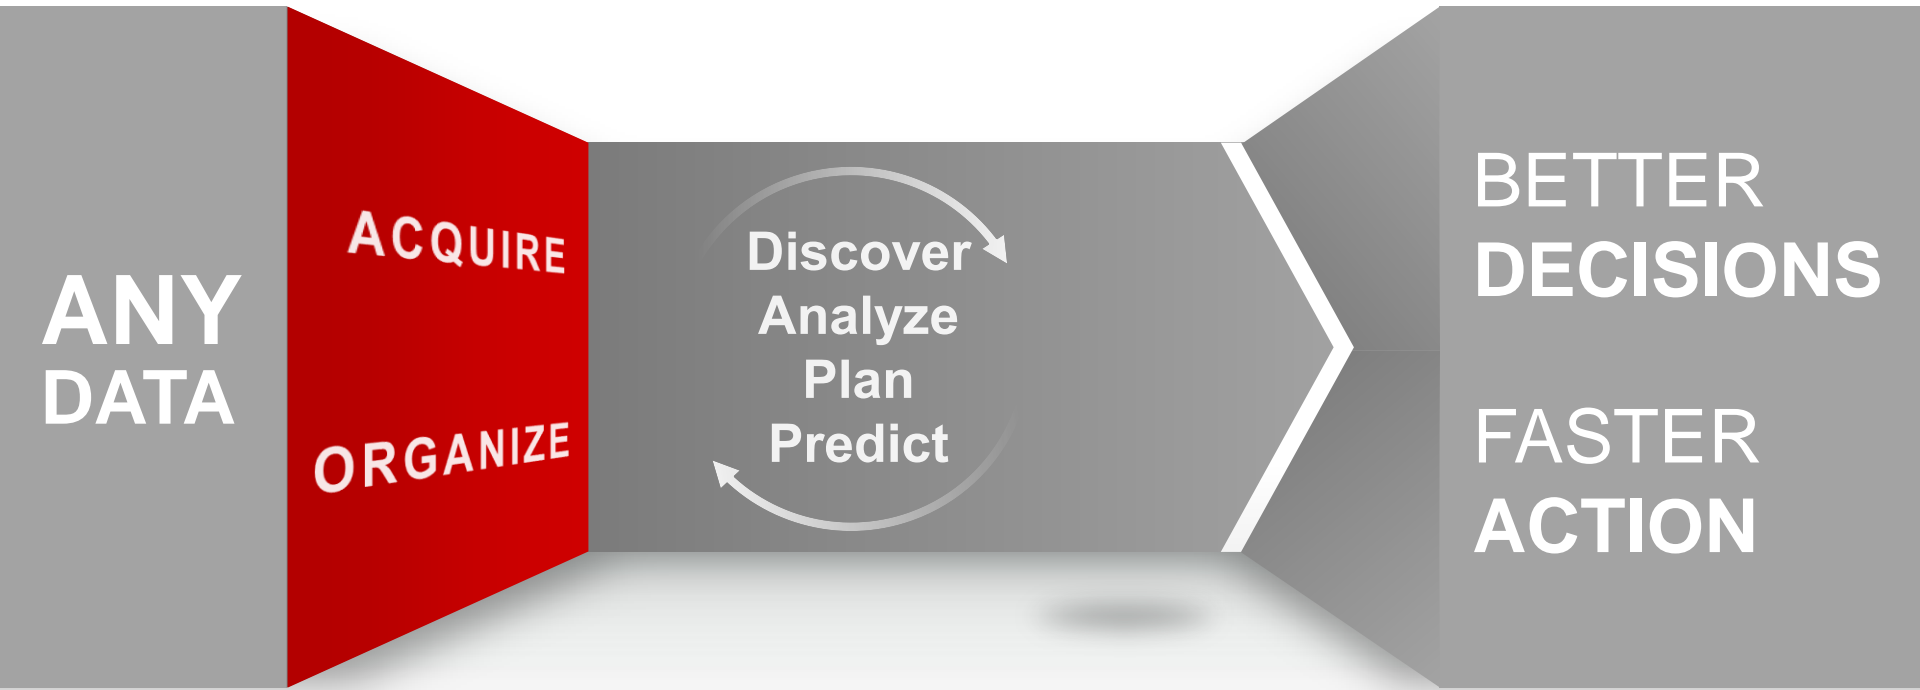 ANY
DATA
ACQUIRE
ORGANIZE
Discover
Analyze
Plan
Predict
BETTER
DECISIONS
FASTER
ACTION